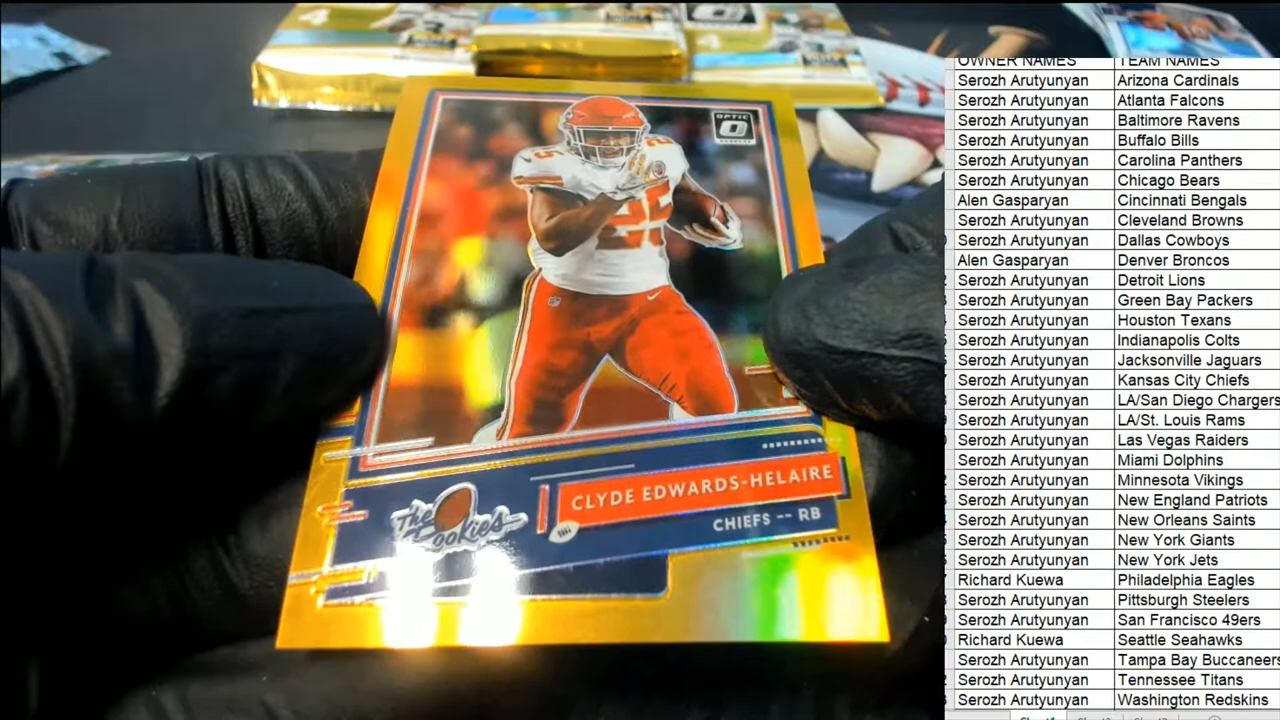 4
4
OPTIC
25
25
The Rookies
CLYDE EDWARDS-HELAIRE
CHIEFS -- RB
OWNER NAMES TEAM NAMES
Serozh Arutyunyan Arizona Cardinals
Serozh Arutyunyan Atlanta Falcons
Serozh Arutyunyan Baltimore Ravens
Serozh Arutyunyan Buffalo Bills
Serozh Arutyunyan Carolina Panthers
Serozh Arutyunyan Chicago Bears
Alen Gasparyan Cincinnati Bengals
Serozh Arutyunyan Cleveland Browns
Serozh Arutyunyan Dallas Cowboys
Alen Gasparyan Denver Broncos
Serozh Arutyunyan Detroit Lions
Serozh Arutyunyan Green Bay Packers
Serozh Arutyunyan Houston Texans
Serozh Arutyunyan Indianapolis Colts
Serozh Arutyunyan Jacksonville Jaguars
Serozh Arutyunyan Kansas City Chiefs
Serozh Arutyunyan LA/San Diego Chargers
Serozh Arutyunyan LA/St. Louis Rams
Serozh Arutyunyan Las Vegas Raiders
Serozh Arutyunyan Miami Dolphins
Serozh Arutyunyan Minnesota Vikings
Serozh Arutyunyan New England Patriots
Serozh Arutyunyan New Orleans Saints
Serozh Arutyunyan New York Giants
Serozh Arutyunyan New York Jets
Richard Kuewa Philadelphia Eagles
Serozh Arutyunyan Pittsburgh Steelers
Serozh Arutyunyan San Francisco 49ers
Richard Kuewa Seattle Seahawks
Serozh Arutyunyan Tampa Bay Buccaneers
Serozh Arutyunyan Tennessee Titans
Serozh Arutyunyan Washington Redskins